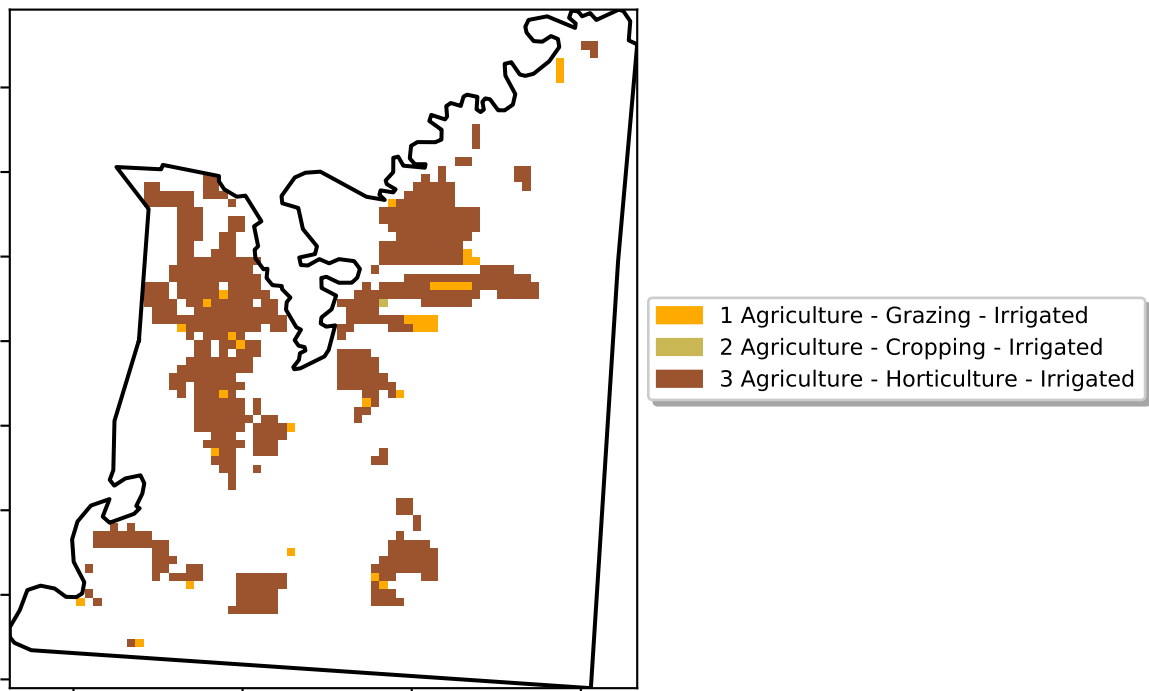 1 Agriculture - Grazing - Irrigated
2 Agriculture - Cropping - Irrigated
3 Agriculture - Horticulture - Irrigated